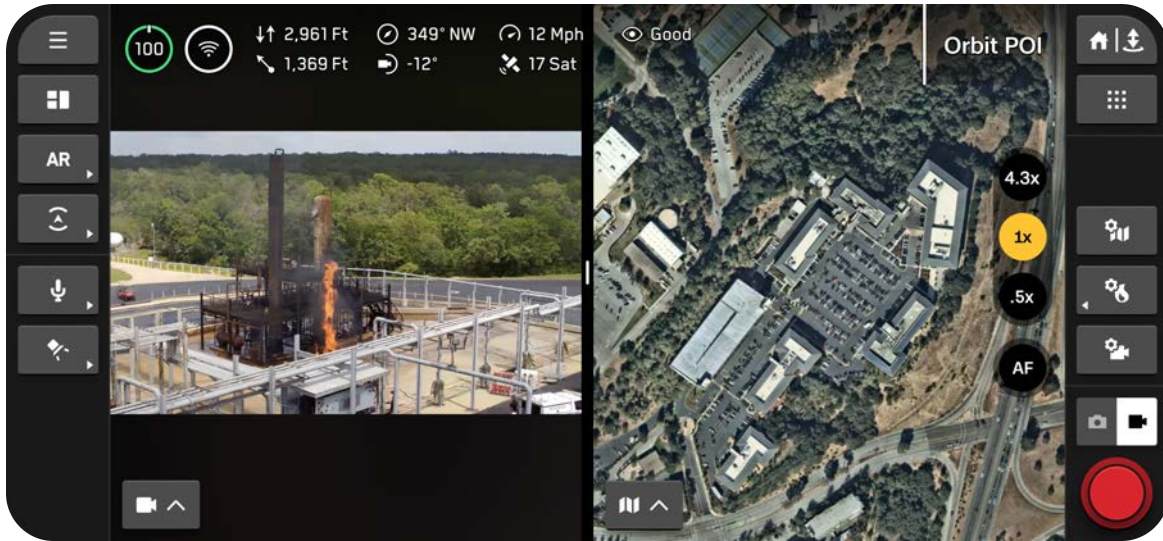 100
2,961 Ft 349° NW 12 Mph
1,369 Ft -12° 17 Sat
Good
Orbit POI
AR
4.3x
1x
.5x
AF